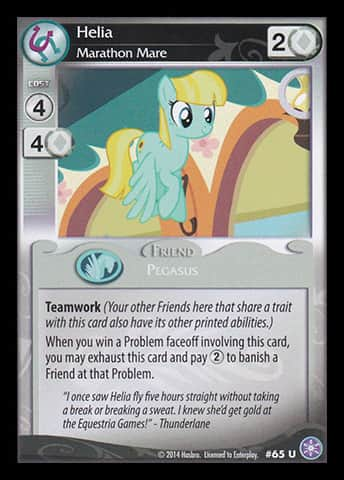 Helia
Marathon Mare
2
COST
4
4
FRIEND
PEGASUS
Teamwork (Your other Friends here that share a trait
with this card also have its other printed abilities.)
When you win a Problem faceoff involving this card,
you may exhaust this card and pay 2 to banish a
Friend at that Problem.
"I once saw Helia fly five hours straight without taking
a break or breaking a sweat. I knew she'd get gold at
the Equestria Games!" - Thunderlane
© 2014 Hasbro. Licensed to Enterplay. #65 U